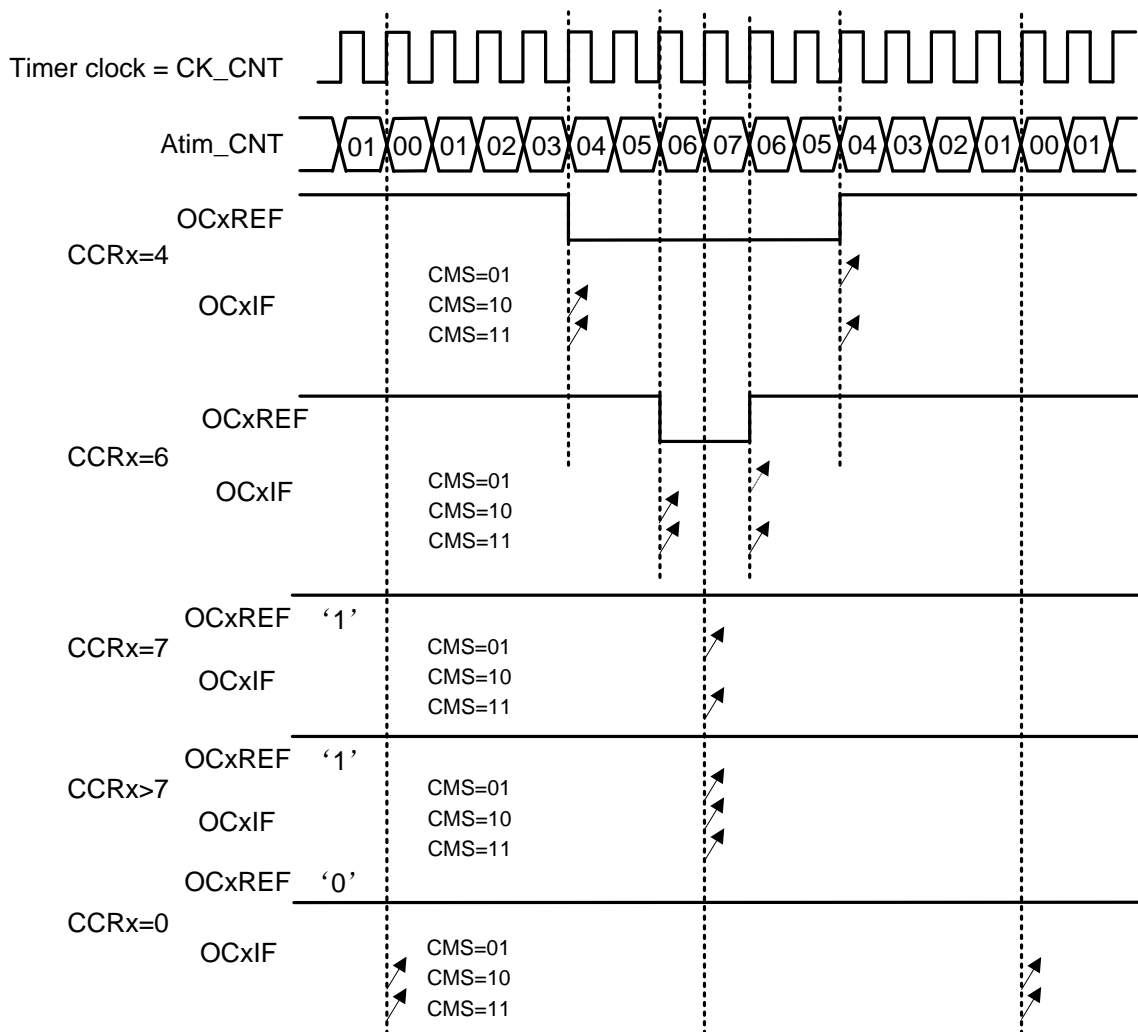 Timer clock = CK_CNT
Atim_CNT
01 00 01 02 03 04 05 06 07 06 05 04 03 02 01 00 01
OCxREF
CCRx=4
CMS=01
OCxIF
CMS=10
CMS=11
OCxREF
CCRx=6
CMS=01
OCxIF
CMS=10
CMS=11
OCxREF ‘1’
CCRx=7
CMS=01
OCxIF
CMS=10
CMS=11
OCxREF ‘1’
CCRx>7
CMS=01
OCxIF
CMS=10
CMS=11
OCxREF ‘0’
CCRx=0
OCxIF
CMS=01
CMS=10
CMS=11